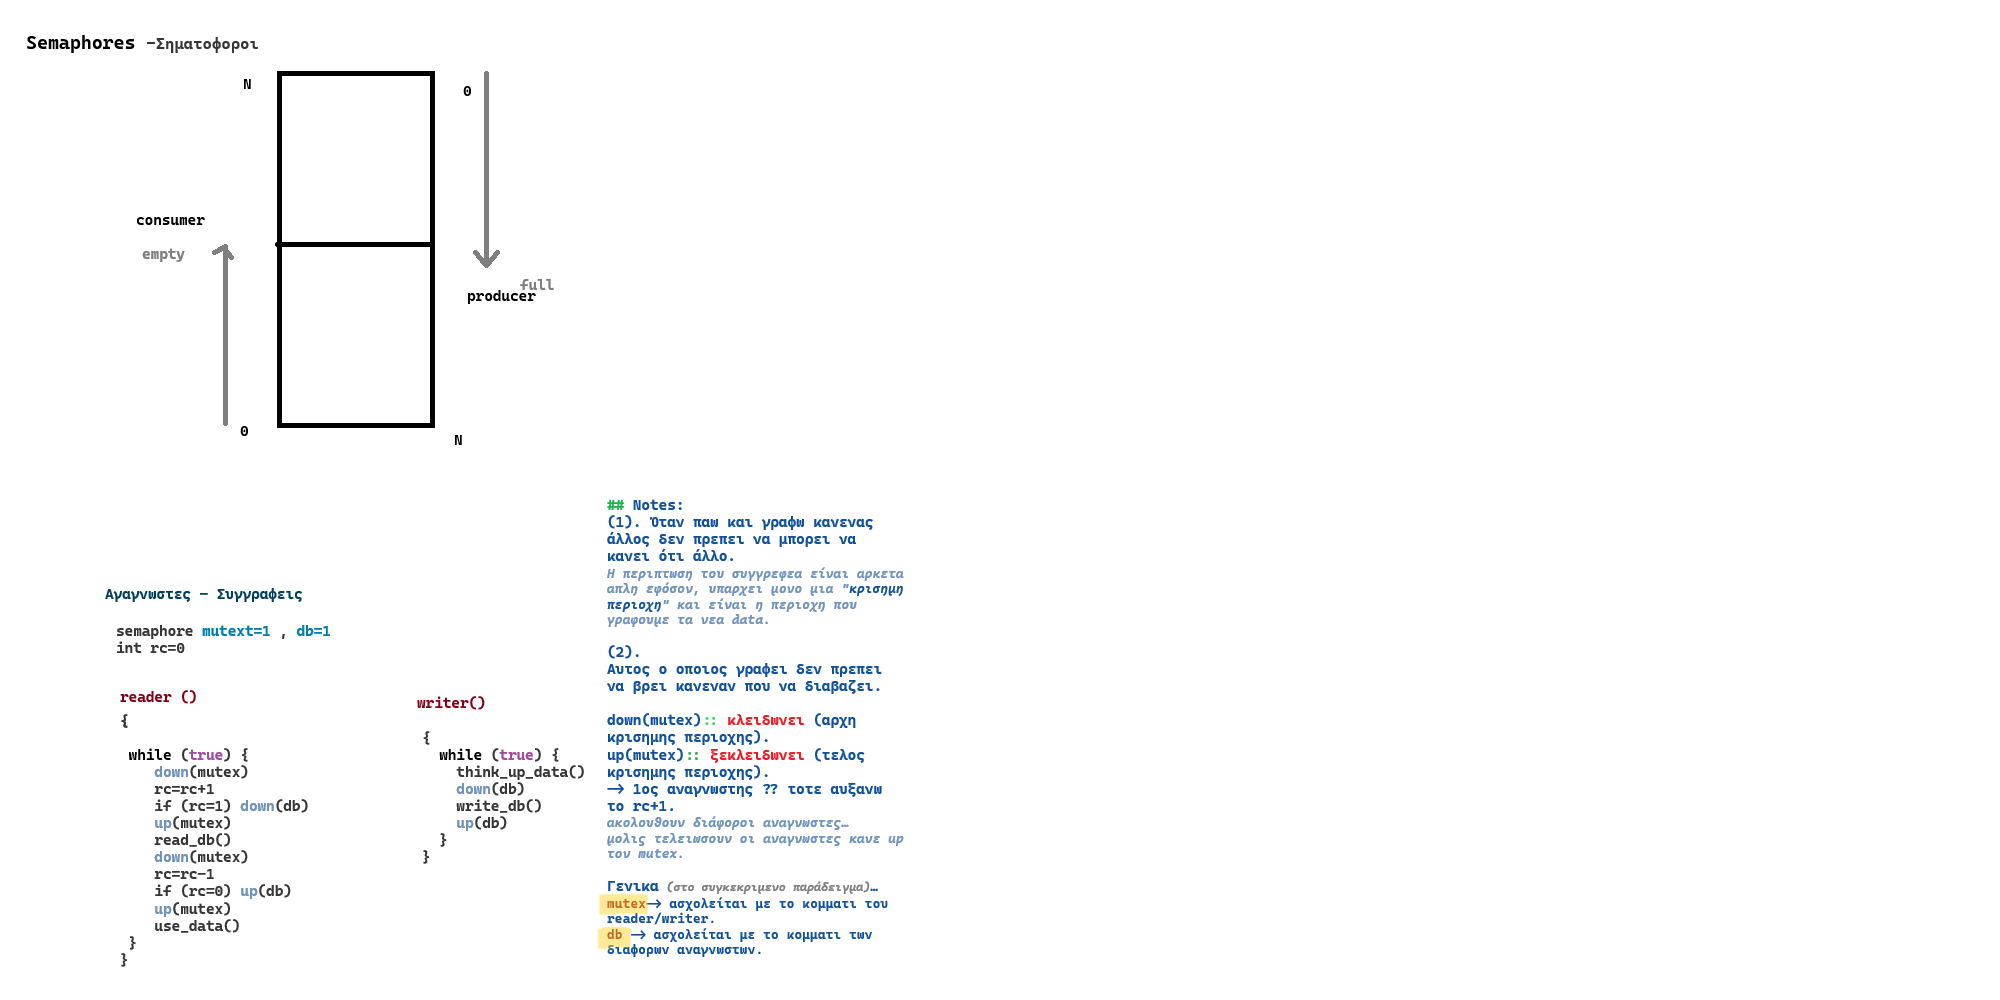 Semaphores -Σηματοφοροι
N
0
consumer
empty
full
producer
0
N
Αγαγνωστες - Συγγραφεις
semaphore mutext=1 , db=1
int rc=0
reader ()
{
while (true) {
down(mutex)
rc=rc+1
if (rc=1) down(db)
up(mutex)
read_db()
down(mutex)
rc=rc-1
if (rc=0) up(db)
up(mutex)
use_data()
}
}
writer()
{
while (true) {
think_up_data()
down(db)
write_db()
up(db)
}
}
## Notes:
(1). Όταν παω και γραφω κανενας
άλλος δεν πρεπει να μπορει να
κανει ότι άλλο.
Η περιπτωση του συγγρεφεα είναι αρκετα
απλη εφόσον, υπαρχει μονο μια "κρισημη
περιοχη" και είναι η περιοχη που
γραφουμε τα νεα data.
(2).
Αυτος ο οποιος γραφει δεν πρεπει
να βρει κανεναν που να διαβαζει.
down(mutex):: κλειδωνει (αρχη
κρισημης περιοχης).
up(mutex):: ξεκλειδωνει (τελος
κρισημης περιοχης).
--> 1ος αναγνωστης ?? τοτε αυξανω
το rc+1.
ακολουθουν διάφοροι αναγνωστες…
μολις τελειωσουν οι αναγνωστες κανε up
τον mutex.
Γενικα (στο συγκεκριμενο παράδειγμα)…
mutex--> ασχολείται με το κομματι του
reader/writer.
db --> ασχολείται με το κομματι των
διαφορων αναγνωστων.